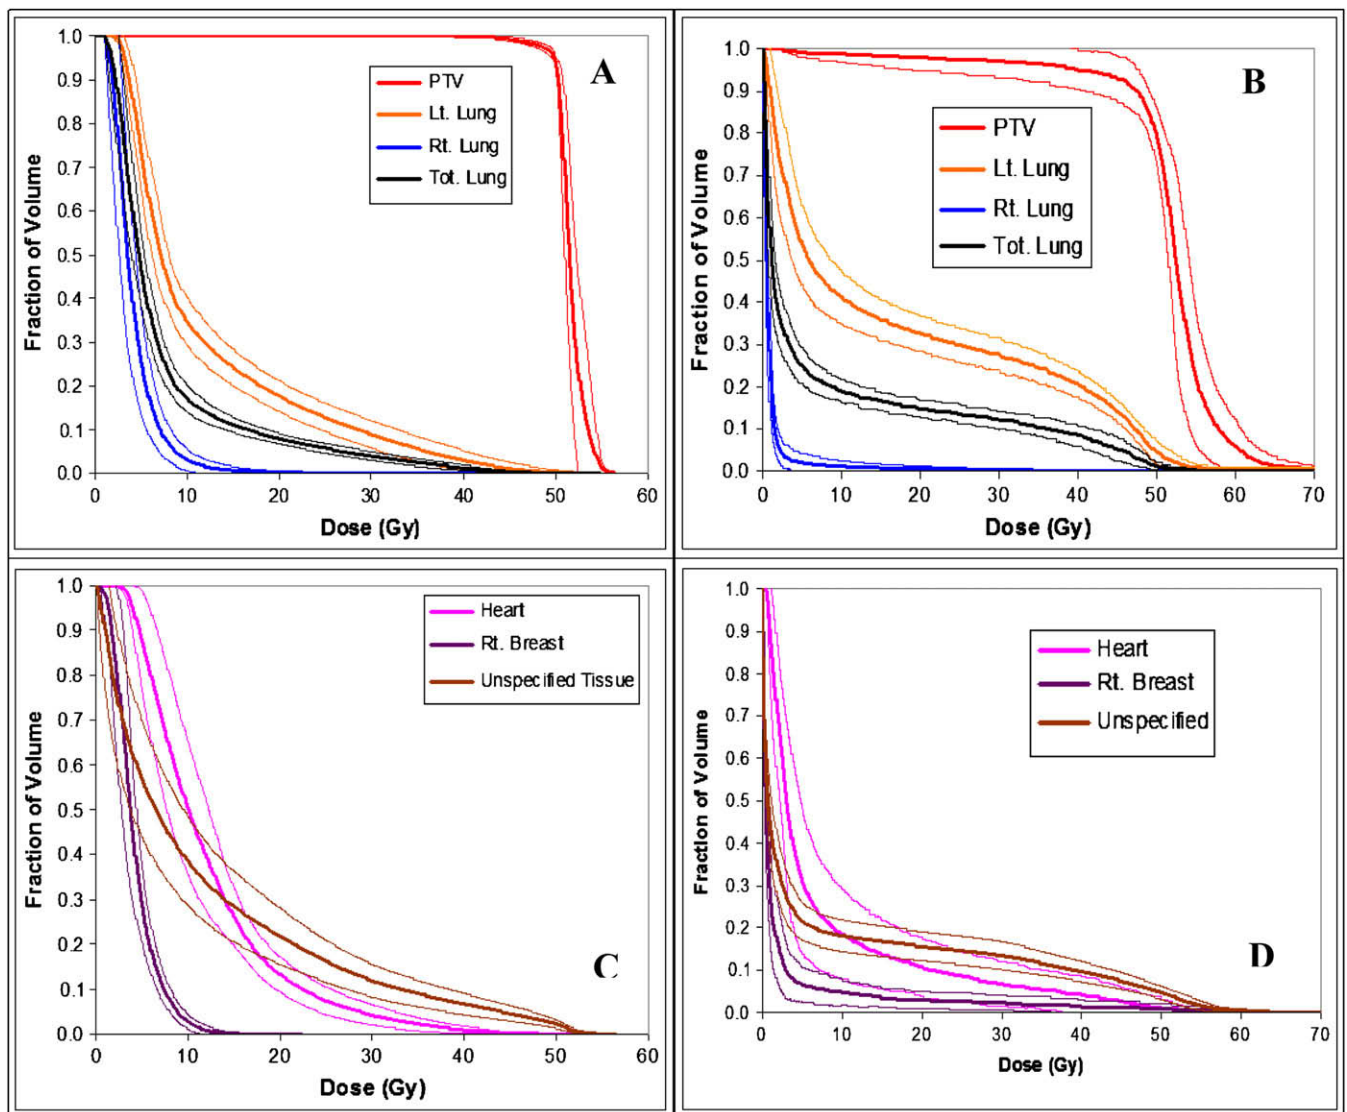 A
1.0
0.9
0.8
0.7
0.6
0.5
0.4
0.3
0.2
0.1
0.0
Fraction of Volume
PTV
Lt. Lung
Rt. Lung
Tot. Lung
0 10 20 30 40 50 60
Dose (Gy)
B
1.0
0.9
0.8
0.7
0.6
0.5
0.4
0.3
0.2
0.1
0.0
Fraction of Volume
PTV
Lt. Lung
Rt. Lung
Tot. Lung
0 10 20 30 40 50 60 70
Dose (Gy)
1.0
0.9
0.8
0.7
0.6
0.5
0.4
0.3
0.2
0.1
0.0
Fraction of Volume
Heart
Rt. Breast
Unspecified Tissue
C
0 10 20 30 40 50 60
Dose (Gy)
1.0
0.9
0.8
0.7
0.6
0.5
0.4
0.3
0.2
0.1
0.0
Fraction of Volume
Heart
Rt. Breast
Unspecified
D
0 10 20 30 40 50 60 70
Dose (Gy)